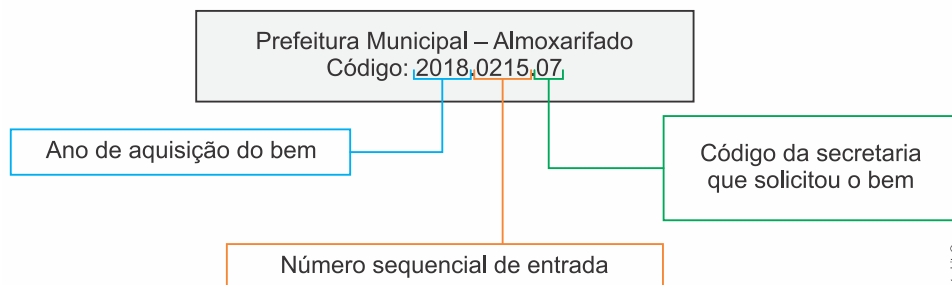 Prefeitura Municipal – Almoxarifado
Código: 2018.0215.07
Ano de aquisição do bem
Código da secretaria
que solicitou o bem
Número sequencial de entrada